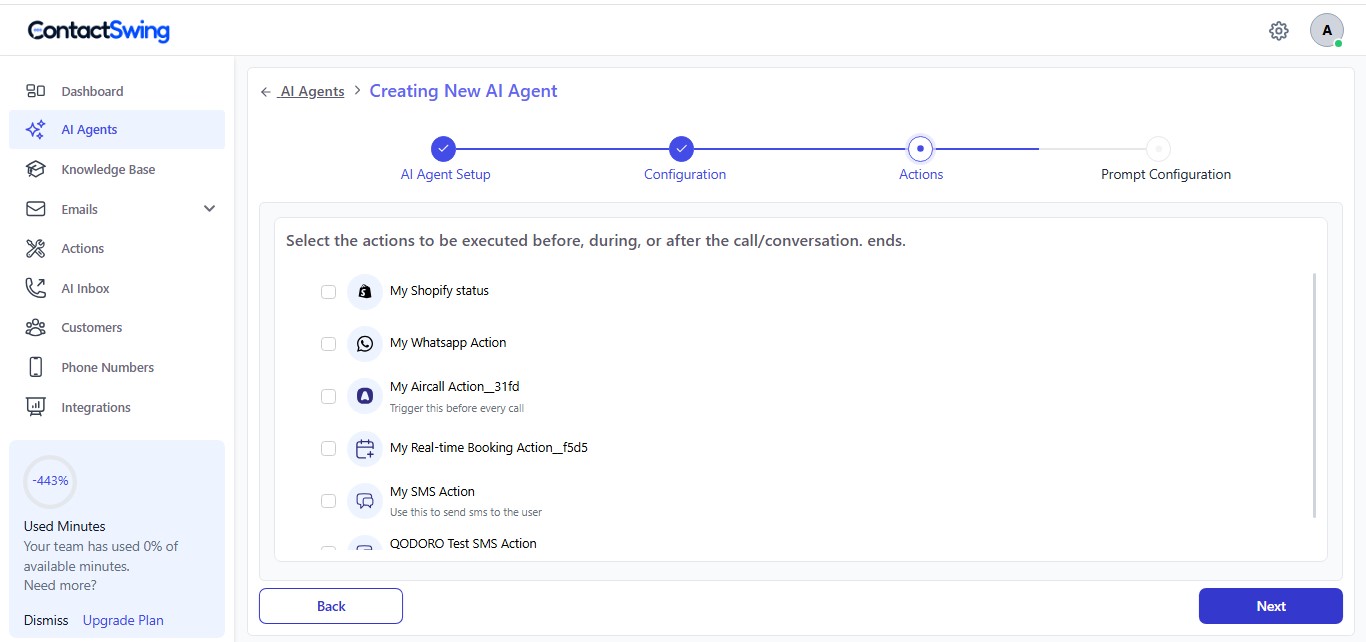 ContactSwing
A
Dashboard
AI Agents
Knowledge Base
Emails
Actions
AI Inbox
Customers
Phone Numbers
Integrations
-443%
Used Minutes
Your team has used 0% of
available minutes.
Need more?
Dismiss Upgrade Plan
← AI Agents > Creating New AI Agent
AI Agent Setup
Configuration
Actions
Prompt Configuration
Select the actions to be executed before, during, or after the call/conversation. ends.
My Shopify status
My Whatsapp Action
My Aircall Action__31fd
Trigger this before every call
My Real-time Booking Action__f5d5
My SMS Action
Use this to send sms to the user
QODORO Test SMS Action
Back
Next